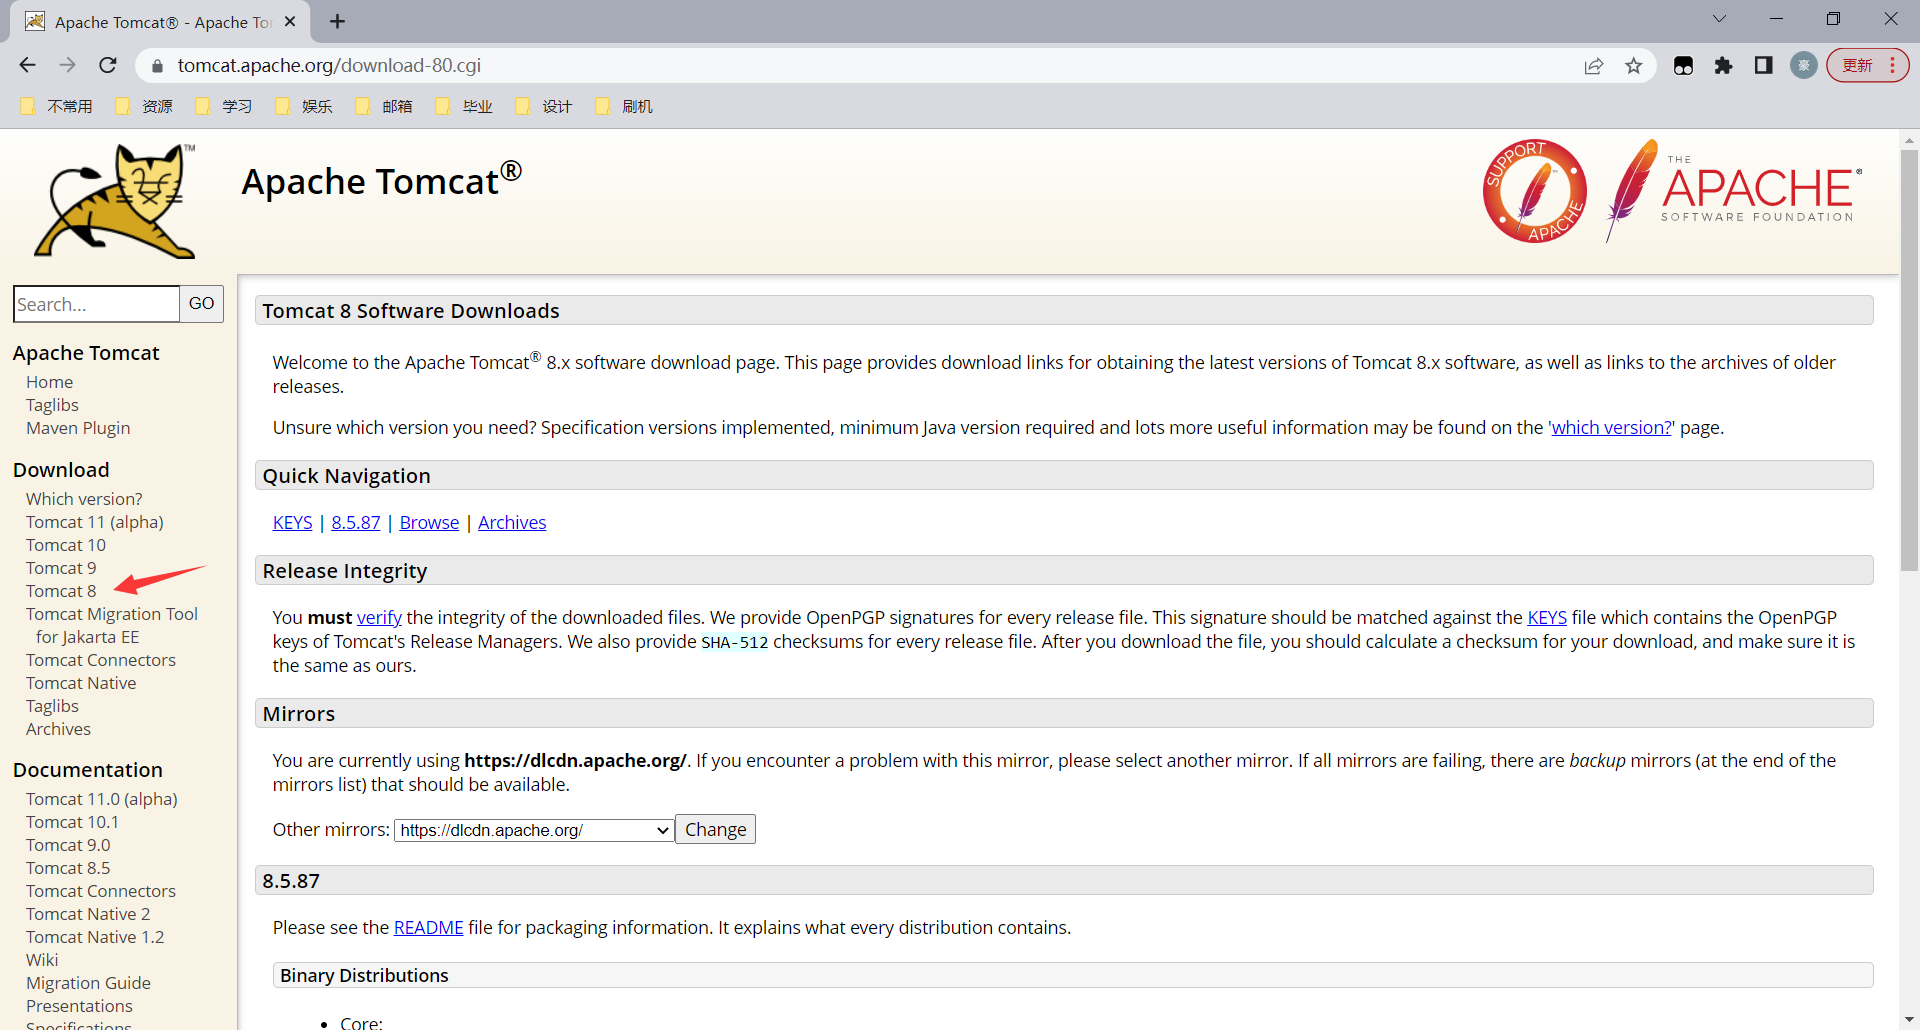 Apache Tomcat® - Apache To
tomcat.apache.org/download-80.cgi
豪
更新
不常用 资源 学习 娱乐 邮箱 毕业 设计 刷机
TM
Apache Tomcat®
SUPPORT APACHE
THE
APACHE®
SOFTWARE FOUNDATION
Search... GO
Apache Tomcat
Home
Taglibs
Maven Plugin
Download
Which version?
Tomcat 11 (alpha)
Tomcat 10
Tomcat 9
Tomcat 8
Tomcat Migration Tool
for Jakarta EE
Tomcat Connectors
Tomcat Native
Taglibs
Archives
Documentation
Tomcat 11.0 (alpha)
Tomcat 10.1
Tomcat 9.0
Tomcat 8.5
Tomcat Connectors
Tomcat Native 2
Tomcat Native 1.2
Wiki
Migration Guide
Presentations
Specifications
Tomcat 8 Software Downloads
Welcome to the Apache Tomcat® 8.x software download page. This page provides download links for obtaining the latest versions of Tomcat 8.x software, as well as links to the archives of older
releases.
Unsure which version you need? Specification versions implemented, minimum Java version required and lots more useful information may be found on the 'which version?' page.
Quick Navigation
KEYS | 8.5.87 | Browse | Archives
Release Integrity
You must verify the integrity of the downloaded files. We provide OpenPGP signatures for every release file. This signature should be matched against the KEYS file which contains the OpenPGP
keys of Tomcat's Release Managers. We also provide SHA-512 checksums for every release file. After you download the file, you should calculate a checksum for your download, and make sure it is
the same as ours.
Mirrors
You are currently using https://dlcdn.apache.org/. If you encounter a problem with this mirror, please select another mirror. If all mirrors are failing, there are backup mirrors (at the end of the
mirrors list) that should be available.
Other mirrors: https://dlcdn.apache.org/ Change
8.5.87
Please see the README file for packaging information. It explains what every distribution contains.
Binary Distributions
• Core: